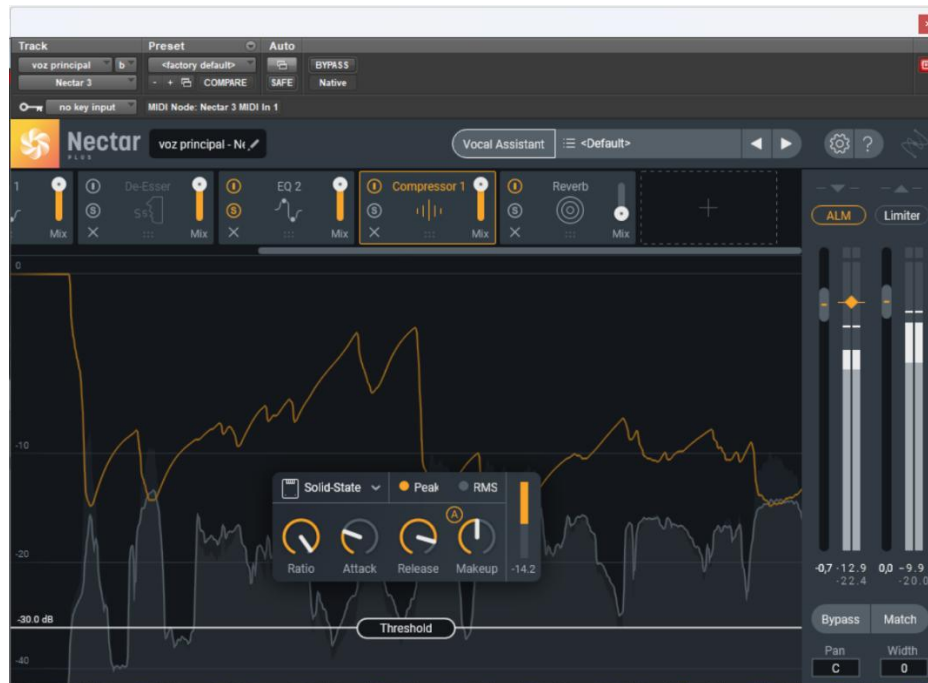 Track Preset Auto
voz principal b <factory default> BYPASS
Nectar 3 - + COMPARE SAFE Native
no key input MIDI Node: Nectar 3 MIDI In 1
Nectar voz principal - Ne Vocal Assistant <Default> ?
PLUS
1 De-Esser EQ 2 Compressor 1 Reverb
S S S S
Mix Mix Mix Mix Mix
ALM Limiter
0
-10
Solid-State Peak RMS
A
Ratio Attack Release Makeup -14.2
-20
-0,7 -12.9 0,0 -9.9
-22.4 -20.0
-30.0 dB Threshold
Bypass Match
-40
Pan Width
C 0